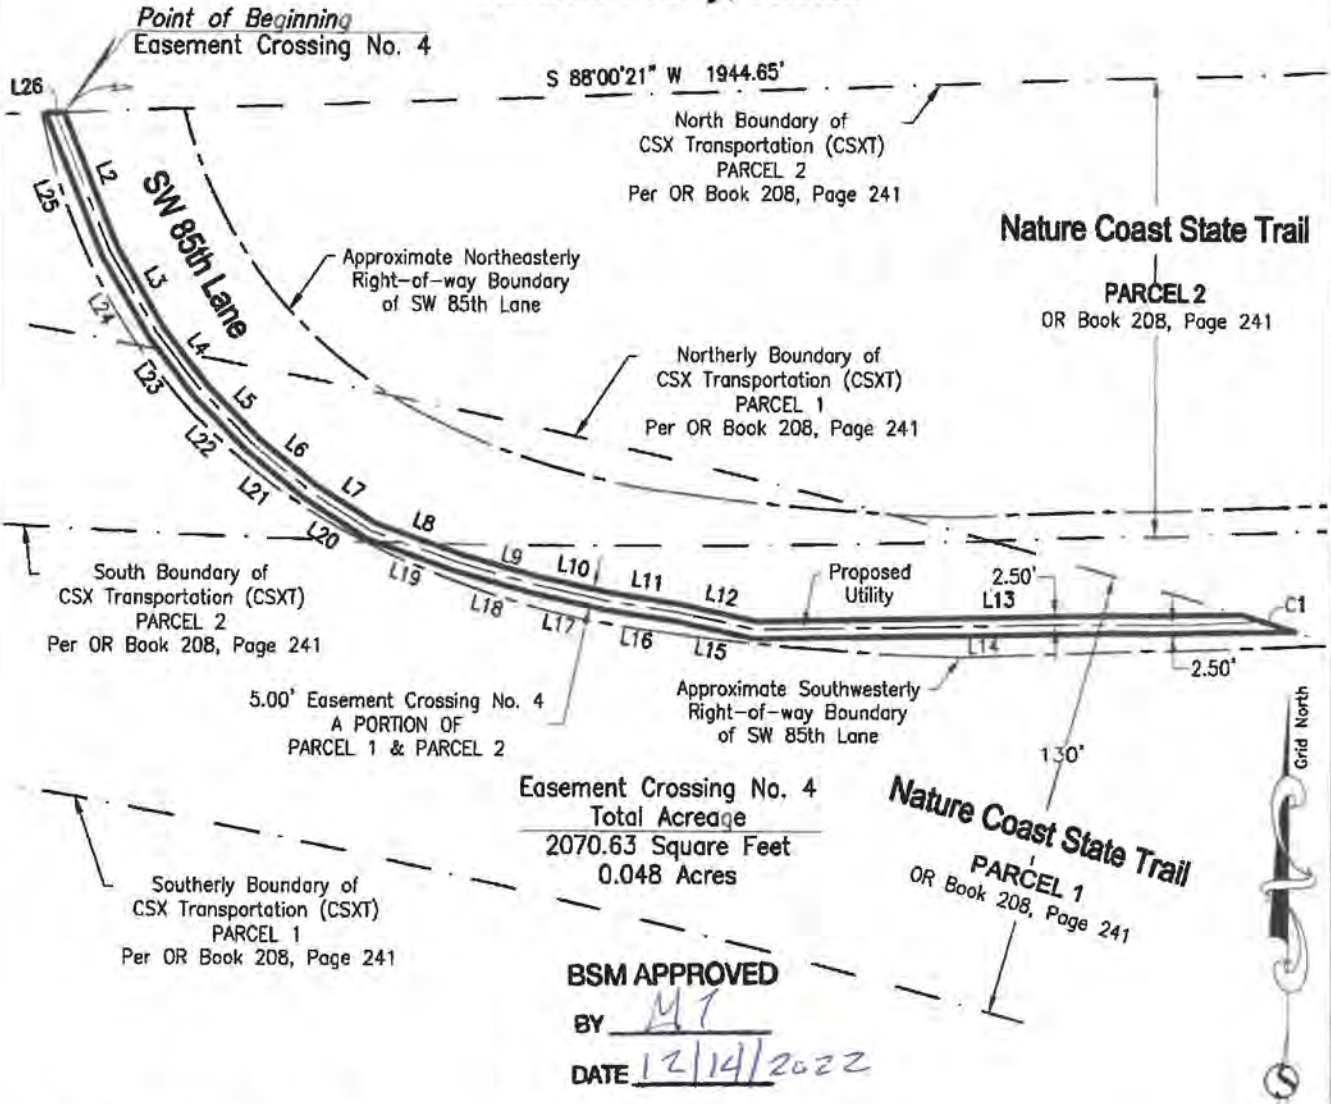 Point of Beginning
Easement Crossing No. 4
L26
S 88°00'21" W 1944.65'
North Boundary of
CSX Transportation (CSXT)
PARCEL 2
Per OR Book 208, Page 241
L2
L25
SW 85th Lane
Nature Coast State Trail
PARCEL 2
OR Book 208, Page 241
Approximate Northeasterly
Right-of-way Boundary
of SW 85th Lane
L3
L24
L4
L23
Northerly Boundary of
CSX Transportation (CSXT)
PARCEL 1
Per OR Book 208, Page 241
L5
L22
L6
L21
L7
L20
L8
L19
L9
L18
L10
L17
L11
L16
L12
L15
South Boundary of
CSX Transportation (CSXT)
PARCEL 2
Per OR Book 208, Page 241
Proposed
Utility
2.50'
L13
C1
L14
2.50'
5.00' Easement Crossing No. 4
A PORTION OF
PARCEL 1 & PARCEL 2
Approximate Southwesterly
Right-of-way Boundary
of SW 85th Lane
130'
Grid North
Easement Crossing No. 4
Total Acreage
2070.63 Square Feet
0.048 Acres
Nature Coast State Trail
PARCEL 1
OR Book 208, Page 241
Southerly Boundary of
CSX Transportation (CSXT)
PARCEL 1
Per OR Book 208, Page 241
BSM APPROVED
BY
DATE 12/14/2022
S